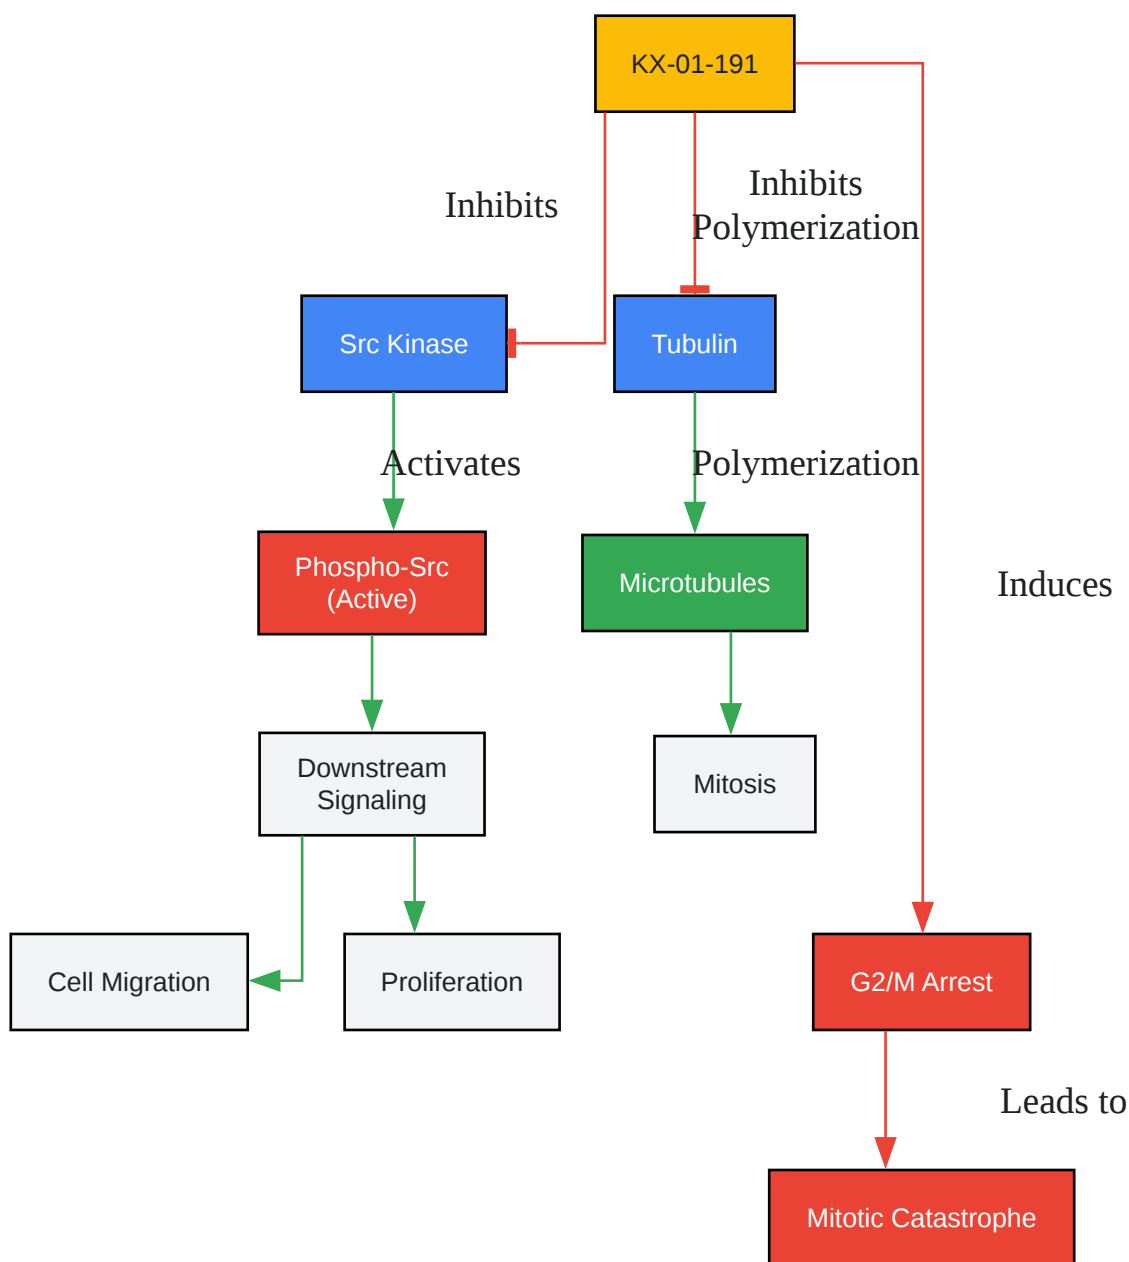 KX-01-191
Inhibits
Inhibits
Polymerization
Src Kinase
Tubulin
Activates
Polymerization
Phospho-Src
(Active)
Microtubules
Induces
Downstream
Signaling
Mitosis
Cell Migration
Proliferation
G2/M Arrest
Leads to
Mitotic Catastrophe